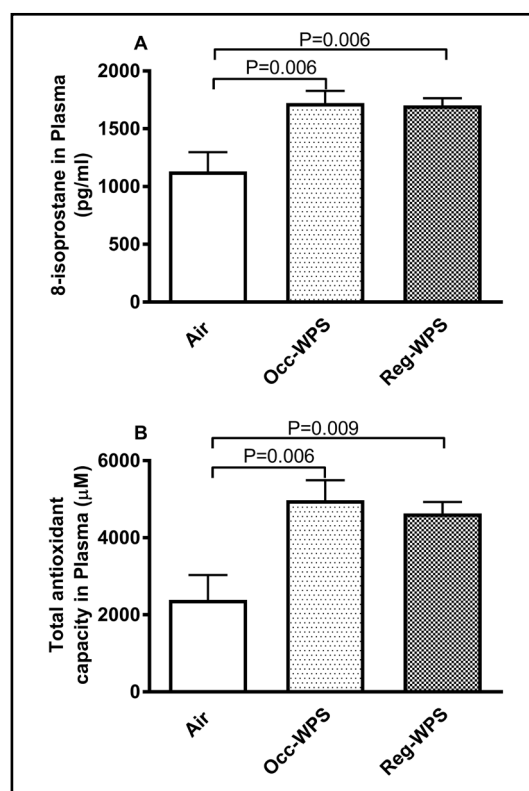 A
P=0.006
P=0.006
8-isoprostane in Plasma
(pg/ml)
2000
1500
1000
500
0
Air
Occ-WPS
Reg-WPS
B
P=0.009
P=0.006
Total antioxidant
capacity in Plasma (μM)
6000
4000
2000
0
Air
Occ-WPS
Reg-WPS